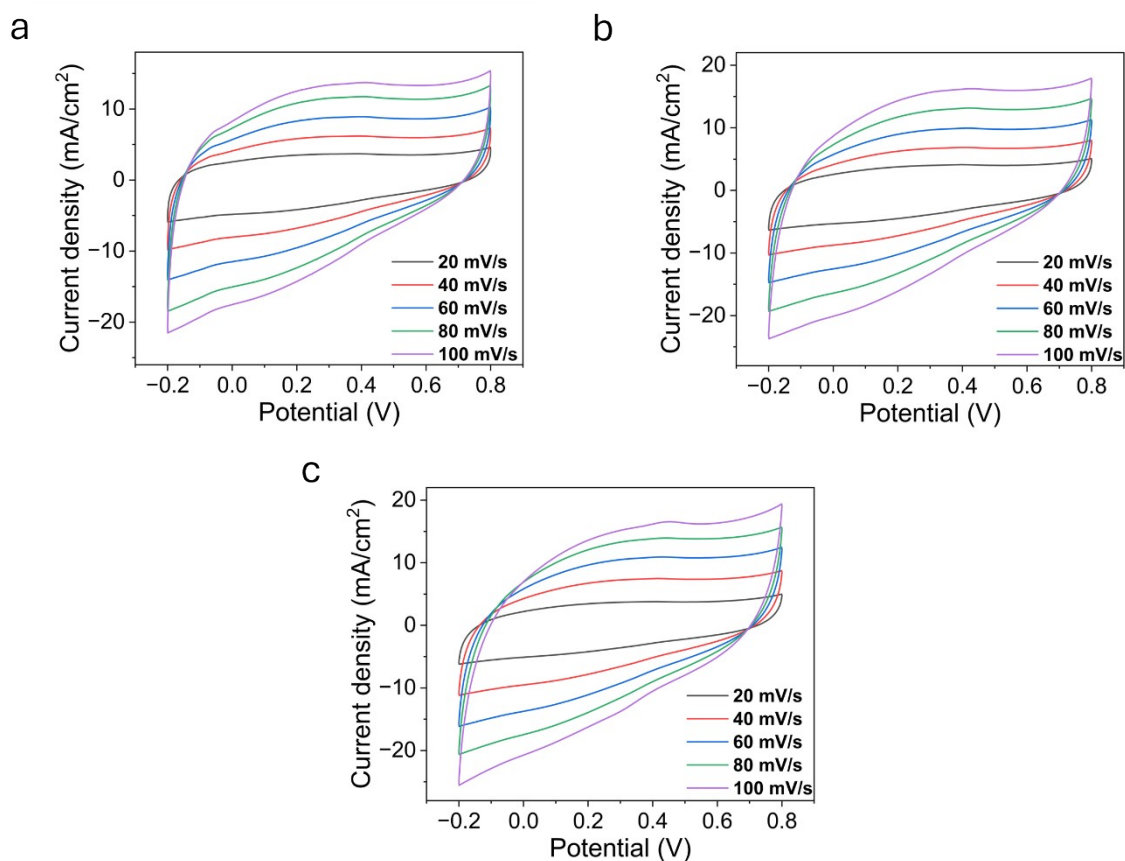 a
Current density (mA/cm²)
10
0
−10
−20
20 mV/s
40 mV/s
60 mV/s
80 mV/s
100 mV/s
−0.2 0.0 0.2 0.4 0.6 0.8
Potential (V)
b
Current density (mA/cm²)
20
10
0
−10
−20
20 mV/s
40 mV/s
60 mV/s
80 mV/s
100 mV/s
−0.2 0.0 0.2 0.4 0.6 0.8
Potential (V)
c
Current density (mA/cm²)
20
10
0
−10
−20
20 mV/s
40 mV/s
60 mV/s
80 mV/s
100 mV/s
−0.2 0.0 0.2 0.4 0.6 0.8
Potential (V)